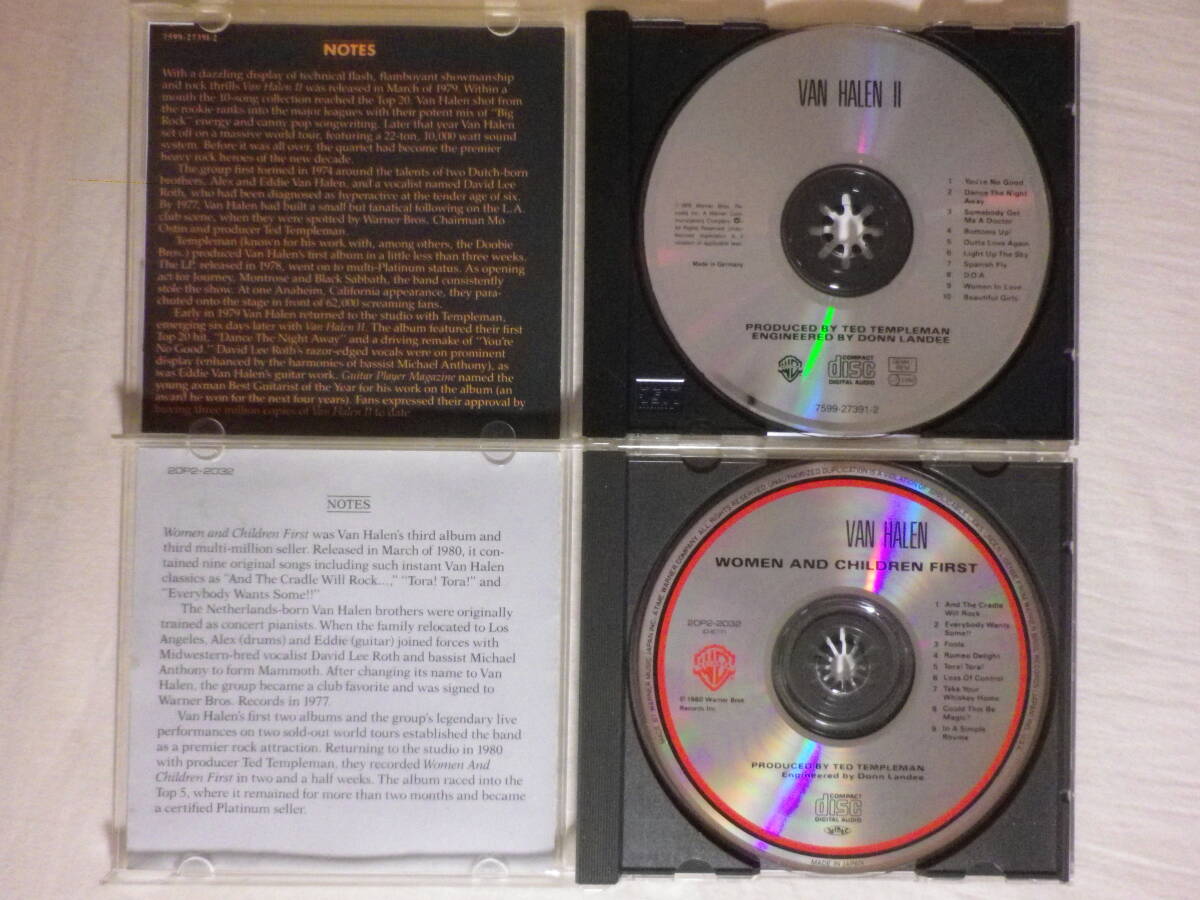 7599-27391-2
NOTES
With a dazzling display of technical flash, flamboyant showmanship
and rock thrills Van Halen II was released in March of 1979. Within a
month the 10-song collection reached the Top 20. Van Halen shot from
the rookie ranks into the major leagues with their potent mix of "Big
Rock" energy and canny pop songwriting. Later that year Van Halen
set off on a massive world tour, featuring a 22-ton, 10,000 watt sound
system. Before it was all over, the quartet had become the premier
heavy rock heroes of the new decade.
The group first formed in 1974 around the talents of two Dutch-born
brothers, Alex and Eddie Van Halen, and a vocalist named David Lee
Roth, who had been diagnosed as hyperactive at the tender age of six.
By 1977, Van Halen had built a small but fanatical following on the L.A.
club scene, when they were spotted by Warner Bros. Chairman Mo
Ostin and producer Ted Templeman.
Templeman (known for his work with, among others, the Doobie
Bros.) produced Van Halen's first album in a little less than three weeks.
The LP, released in 1978, went on to multi-Platinum status. As opening
act for Journey, Montrose and Black Sabbath, the band consistently
stole the show. At one Anaheim, California appearance, they para-
chuted onto the stage in front of 62,000 screaming fans.
Early in 1979 Van Halen returned to the studio with Templeman,
emerging six days later with Van Halen II. The album featured their first
Top 20 hit, "Dance The Night Away" and a driving remake of "You're
No Good." David Lee Roth's razor-edged vocals were on prominent
display (enhanced by the harmonies of bassist Michael Anthony), as
was Eddie Van Halen's guitar work. Guitar Player Magazine named the
young axman Best Guitarist of the Year for his work on the album (an
award he won for the next four years). Fans expressed their approval by
buying three million copies of Van Halen II to date.
VAN HALEN II
1 You're No Good
2 Dance The Night
Away
3 Somebody Get
Me A Doctor
4 Bottoms Up!
5 Outta Love Again
6 Light Up The Sky
7 Spanish Fly
8 D.O.A.
9 Women In Love
10 Beautiful Girls
Made in Germany
PRODUCED BY TED TEMPLEMAN
ENGINEERED BY DONN LANDEE
COMPACT
disc
DIGITAL AUDIO
7599-27391-2
20P2-2032
NOTES
Women and Children First was Van Halen's third album and
third multi-million seller. Released in March of 1980, it con-
tained nine original songs including such instant Van Halen
classics as "And The Cradle Will Rock...," "Tora! Tora!" and
"Everybody Wants Some!!"
The Netherlands-born Van Halen brothers were originally
trained as concert pianists. When the family relocated to Los
Angeles, Alex (drums) and Eddie (guitar) joined forces with
Midwestern-bred vocalist David Lee Roth and bassist Michael
Anthony to form Mammoth. After changing its name to Van
Halen, the group became a club favorite and was signed to
Warner Bros. Records in 1977.
Van Halen's first two albums and the group's legendary live
performances on two sold-out world tours established the band
as a premier rock attraction. Returning to the studio in 1980
with producer Ted Templeman, they recorded Women And
Children First in two and a half weeks. The album raced into the
Top 5, where it remained for more than two months and became
a certified Platinum seller.
VAN HALEN
WOMEN AND CHILDREN FIRST
20P2-2032
© 1980 Warner Bros.
Records Inc.
1 And The Cradle
Will Rock
2 Everybody Wants
Some!!
3 Fools
4 Romeo Delight
5 Tora! Tora!
6 Loss Of Control
7 Take Your
Whiskey Home
8 Could This Be
Magic?
9 In A Simple
Rhyme
PRODUCED BY TED TEMPLEMAN
Engineered by Donn Landee
COMPACT
disc
DIGITAL AUDIO
MADE IN JAPAN